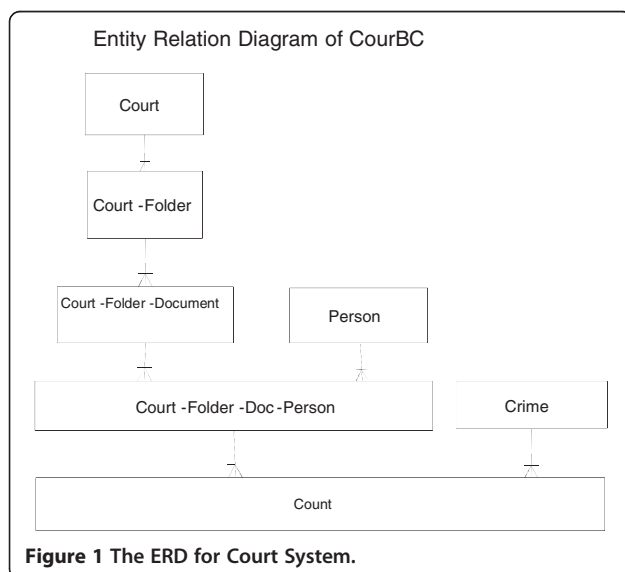 Entity Relation Diagram of CourBC
Court
Court -Folder
Court -Folder -Document
Person
Court -Folder -Doc -Person
Crime
Count
Figure 1 The ERD for Court System.